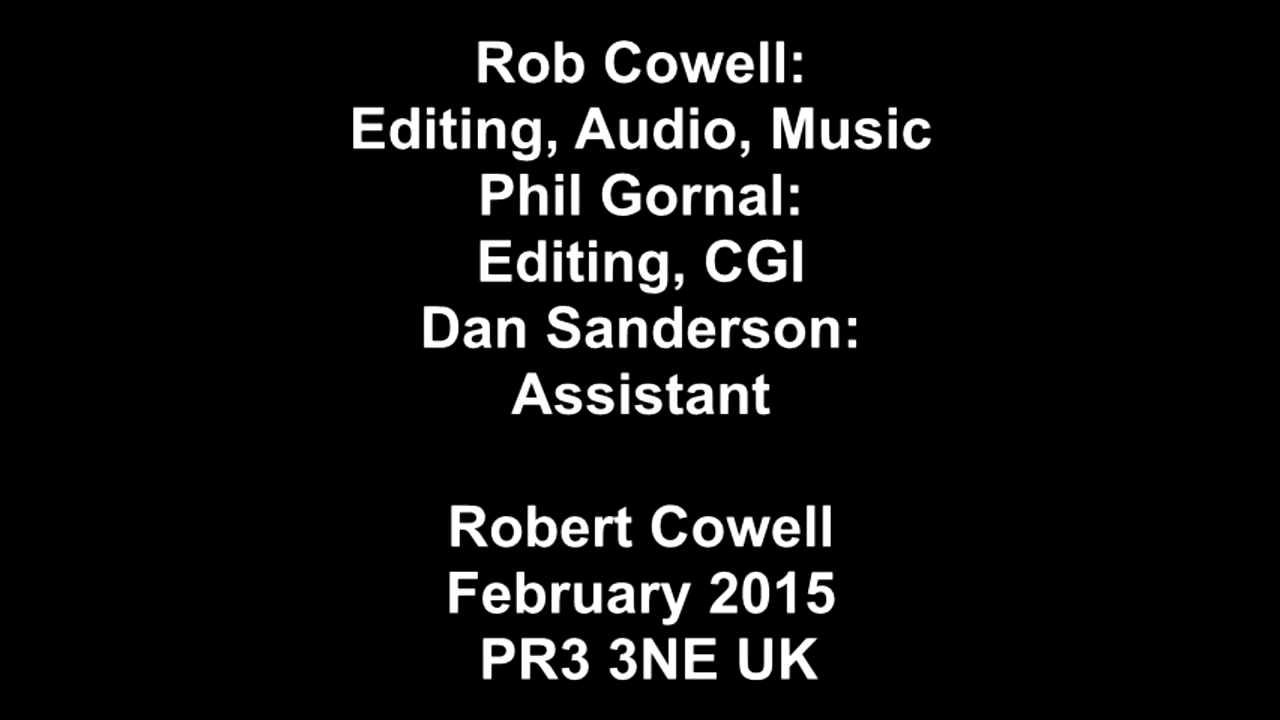 Rob Cowell:
Editing, Audio, Music
Phil Gornal:
Editing, CGI
Dan Sanderson:
Assistant
Robert Cowell
February 2015
PR3 3NE UK